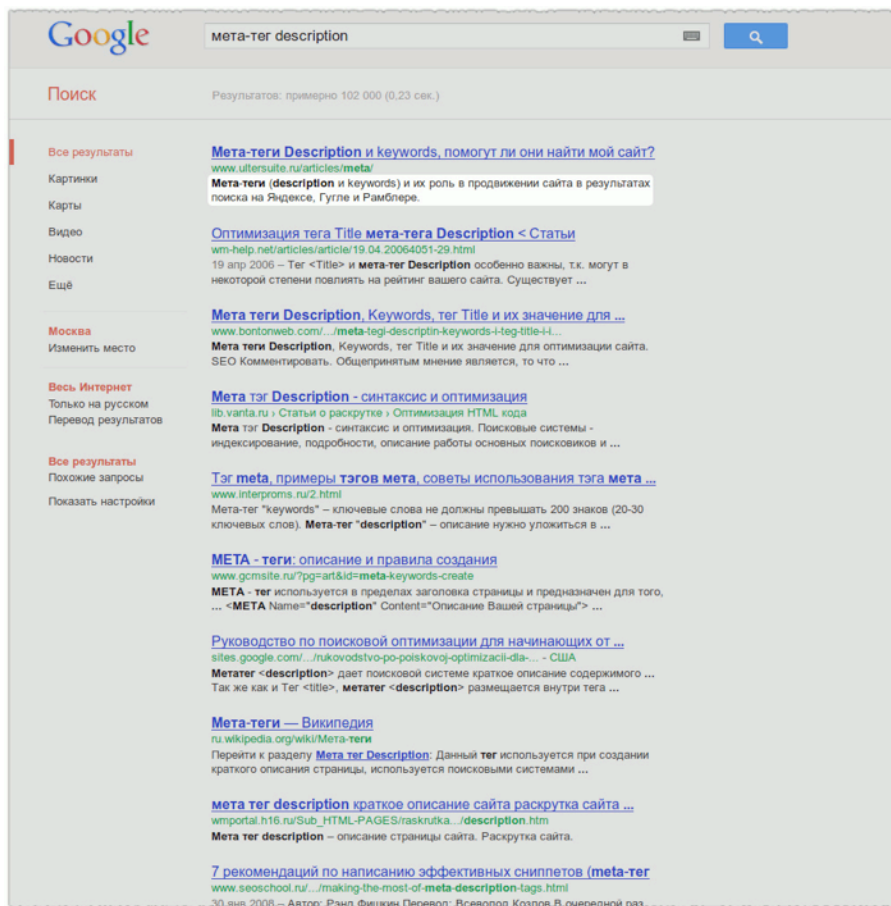 Google
мета-тег description
Поиск
Результатов: примерно 102 000 (0,23 сек.)
Все результаты
Картинки
Карты
Видео
Новости
Ещё
Москва
Изменить место
Весь Интернет
Только на русском
Перевод результатов
Все результаты
Похожие запросы
Показать настройки
Мета-теги Description и keywords, помогут ли они найти мой сайт?
www.ultersuite.ru/articles/meta/
Мета-теги (description и keywords) и их роль в продвижении сайта в результатах
поиска на Яндексе, Гугле и Рамблере.
Оптимизация тега Title мета-тега Description < Статьи
wm-help.net/articles/article/19.04.20064051-29.html
19 апр 2006 – Тег <Title> и мета-тег Description особенно важны, т.к. могут в
некоторой степени повлиять на рейтинг вашего сайта. Существует ...
Мета теги Description, Keywords, тег Title и их значение для ...
www.bontonweb.com/.../meta-tegi-descriptin-keywords-i-teg-title-i-i...
Мета теги Description, Keywords, тег Title и их значение для оптимизации сайта.
SEO Комментировать. Общепринятым мнение является, то что ...
Мета тэг Description - синтаксис и оптимизация
lib.vanta.ru › Статьи о раскрутке › Оптимизация HTML кода
Мета тэг Description - синтаксис и оптимизация. Поисковые системы -
индексирование, подробности, описание работы основных поисковиков и ...
Тэг meta, примеры тэгов мета, советы использования тэга мета ...
www.interproms.ru/2.html
Мета-тег "keywords" – ключевые слова не должны превышать 200 знаков (20-30
ключевых слов). Мета-тег "description" – описание нужно уложиться в ...
МЕТА - теги: описание и правила создания
www.gcmsite.ru/?pg=art&id=meta-keywords-create
МЕТА - тег используется в пределах заголовка страницы и предназначен для того,
... <META Name="description" Content="Описание Вашей страницы"> ...
Руководство по поисковой оптимизации для начинающих от ...
sites.google.com/.../rukovodstvo-po-poiskovoj-optimizacii-dla-... - США
Метатег <description> дает поисковой системе краткое описание содержимого ...
Так же как и Тег <title>, метатег <description> размещается внутри тега ...
Мета-теги — Википедия
ru.wikipedia.org/wiki/Мета-теги
Перейти к разделу Мета тег Description: Данный тег используется при создании
краткого описания страницы, используется поисковыми системами ...
мета тег description краткое описание сайта раскрутка сайта ...
wmportal.h16.ru/Sub_HTML-PAGES/raskrutka.../description.htm
Мета тег description – описание страницы сайта. Раскрутка сайта.
7 рекомендаций по написанию эффективных сниппетов (meta-тег
www.seoschool.ru/.../making-the-most-of-meta-description-tags.html
30 янв 2008 – Автор: Рэнд Фишкин Перевод: Всеволод Козлов В очередной раз